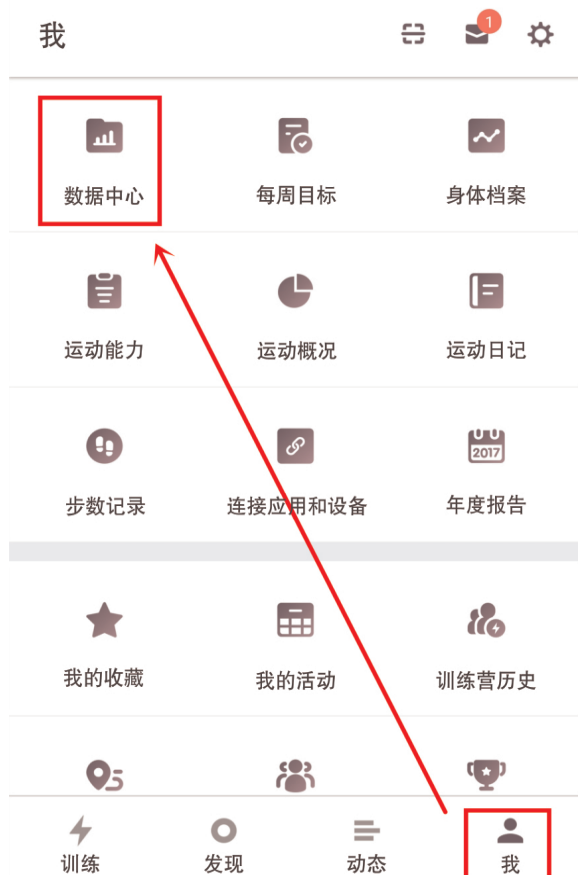 我
1
数据中心 每周目标 身体档案
运动能力 运动概况 运动日记
2017
步数记录 连接应用和设备 年度报告
我的收藏 我的活动 训练营历史
训练 发现 动态 我